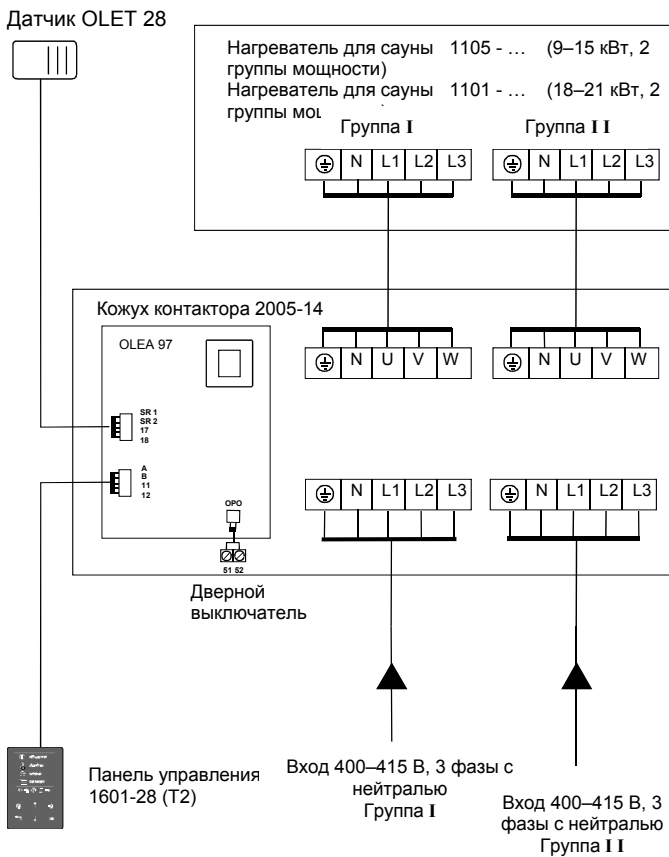 Датчик OLET 28
Нагреватель для сауны 1105 - … (9–15 кВт, 2
группы мощности)
Нагреватель для сауны 1101 - … (18–21 кВт, 2
группы
Группа I
Группа II
N L1 L2 L3
N L1 L2 L3
Кожух контактора 2005-14
OLEA 97
N U V W
N U V W
SR 1
SR 2
17
18
A
B
11
12
N L1 L2 L3
N L1 L2 L3
OPO
51 52
Дверной
выключатель
Панель управления
1601-28 (T2)
Вход 400–415 В, 3 фазы с
нейтралью
Группа I
Вход 400–415 В, 3
фазы с нейтралью
Группа II